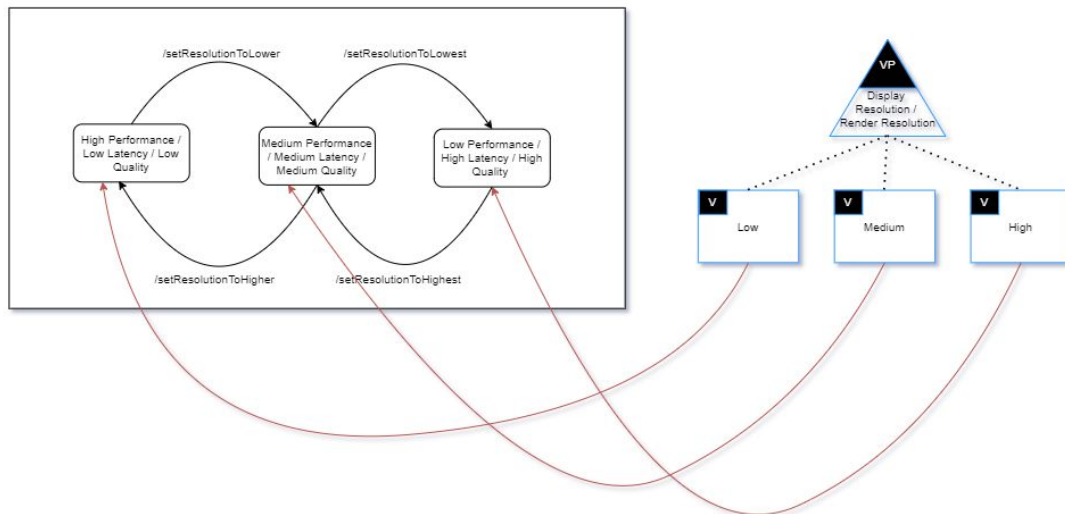 /setResolutionToLower
/setResolutionToLowest
High Performance /
Low Latency / Low
Quality
Medium Performance
/ Medium Latency /
Medium Quality
Low Performance /
High Latency / High
Quality
/setResolutionToHigher
/setResolutionToHighest
VP
Display
Resolution /
Render Resolution
V
Low
V
Medium
V
High